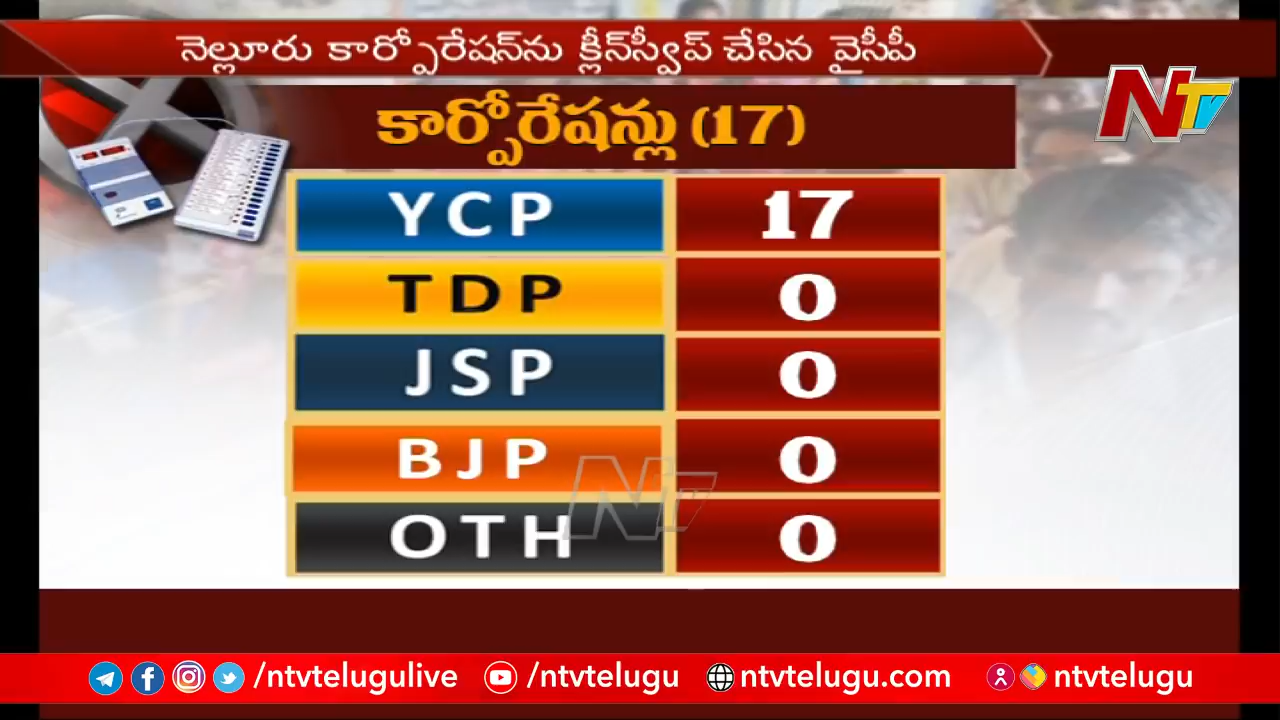 నెల్లూరు కార్పోరేషన్‌ను క్లీన్‌స్వీప్ చేసిన వైసీపీ
NTV
కార్పోరేషన్లు (17)
YCP 17
TDP 0
JSP 0
BJP 0
OTH 0
NTV
/ntvtelugulive /ntvtelugu ntvtelugu.com ntvtelugu